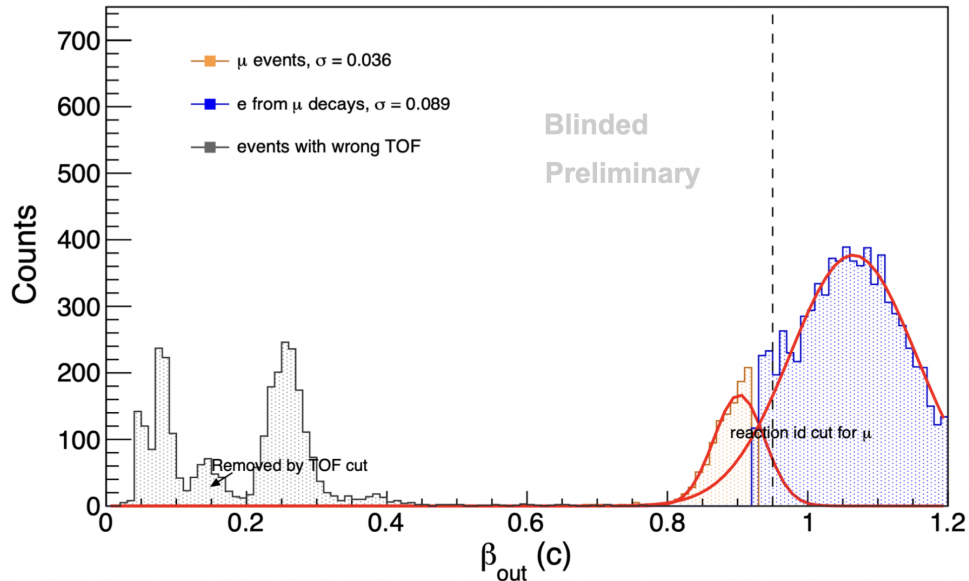 700
600
500
400
300
200
100
0
Counts
μ events, σ = 0.036
e from μ decays, σ = 0.089
events with wrong TOF
Blinded
Preliminary
reaction id cut for μ
Removed by TOF cut
0 0.2 0.4 0.6 0.8 1 1.2
β_out (c)